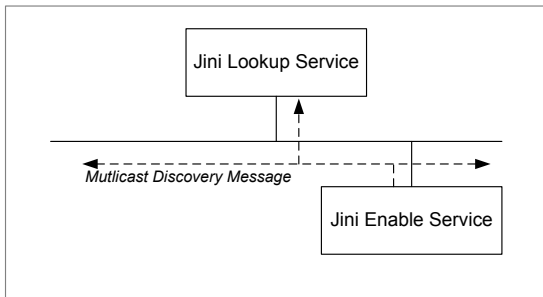 Jini Lookup Service
Mutlicast Discovery Message
Jini Enable Service